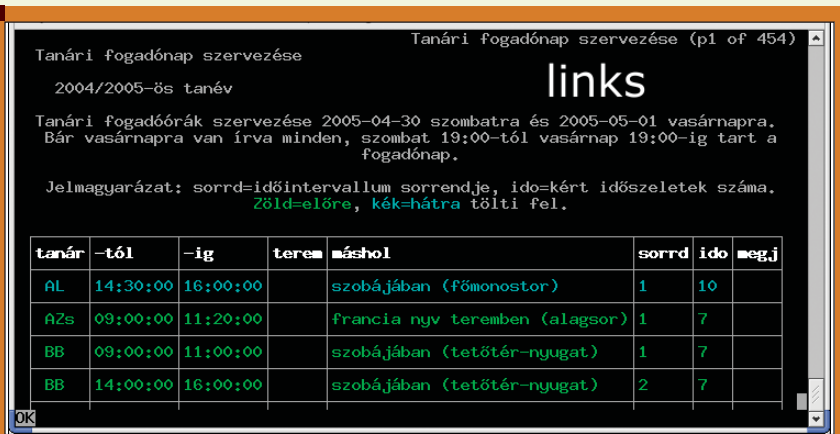 Tanári fogadónap szervezése (p1 of 454)
Tanári fogadónap szervezése
links
2004/2005-ös tanév
Tanári fogadóórák szervezése 2005-04-30 szombatra és 2005-05-01 vasárnapra.
Bár vasárnapra van írva minden, szombat 19:00-tól vasárnap 19:00-ig tart a
fogadónap.
Jelmagyarázat: sorrd=időintervallum sorrendje, ido=kért időszeletek száma.
Zöld=előre, kék=hátra tölti fel.
tanár -tól -ig terem máshol sorrd ido megj
AL 14:30:00 16:00:00 szobájában (főmonostor) 1 10
AZs 09:00:00 11:20:00 francia nyv teremben (alagsor) 1 7
BB 09:00:00 11:00:00 szobájában (tetőtér-nyugat) 1 7
BB 14:00:00 16:00:00 szobájában (tetőtér-nyugat) 2 7
OK